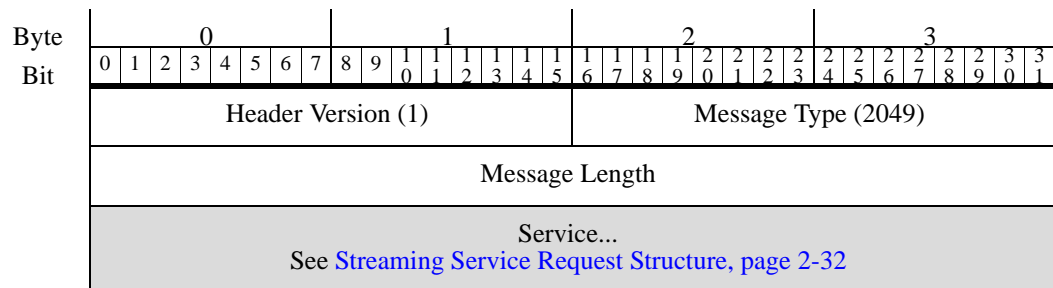 Byte 0 1 2 3
Bit 0 1 2 3 4 5 6 7 8 9 10 11 12 13 14 15 16 17 18 19 20 21 22 23 24 25 26 27 28 29 30 31
Header Version (1) Message Type (2049)
Message Length
Service...
See Streaming Service Request Structure, page 2-32